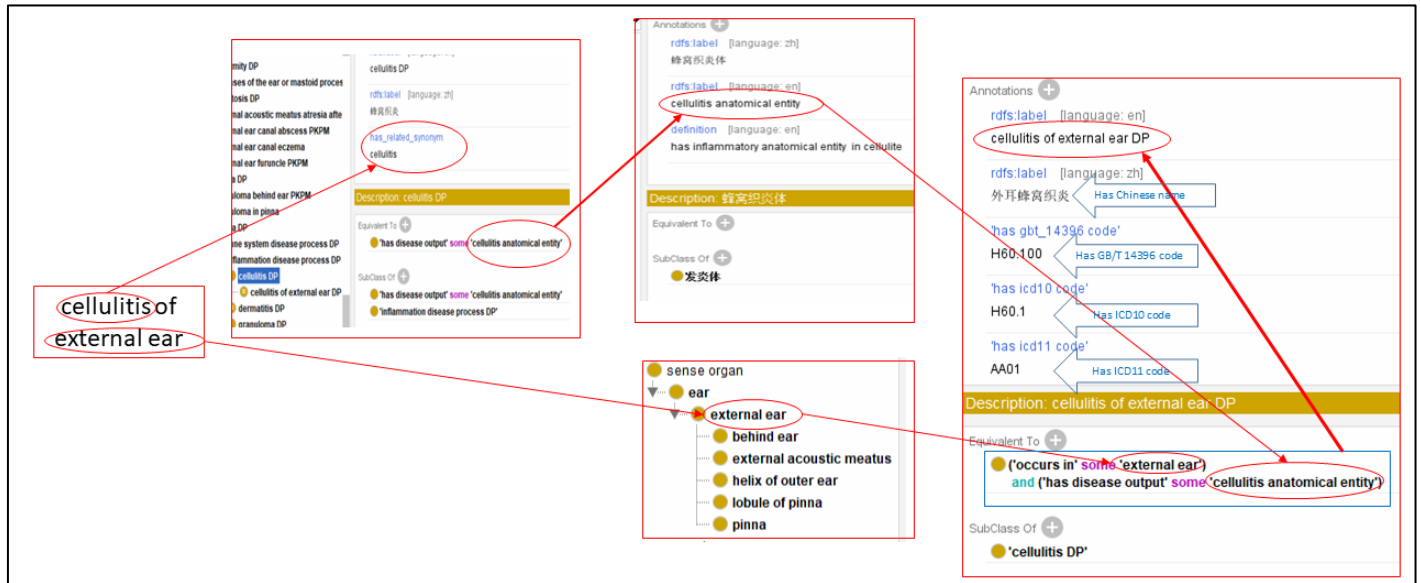 cellulitis of
external ear
mity DP
ses of the ear or mastoid proces
tosis DP
nal acoustic meatus atresia afte
nal ear canal abscess PKPM
nal ear canal eczema
nal ear furuncle PKPM
a DP
uloma behind ear PKPM
uloma in pinna
a DP
ne system disease process DP
flammation disease process DP
cellulitis DP
cellulitis of external ear DP
dermatitis DP
granuloma DP
cellulitis DP
rdfs:label [language: zh]
蜂窝织炎
has_related_synonym
cellulitis
Description: cellulitis DP
Equivalent To
'has disease output' some 'cellulitis anatomical entity'
SubClass Of
'has disease output' some 'cellulitis anatomical entity'
'inflammation disease process DP'
Annotations
rdfs:label [language: zh]
蜂窝织炎体
rdfs:label [language: en]
cellulitis anatomical entity
definition [language: en]
has inflammatory anatomical entity in cellulite
Description: 蜂窝织炎体
Equivalent To
SubClass Of
发炎体
sense organ
ear
external ear
behind ear
external acoustic meatus
helix of outer ear
lobule of pinna
pinna
Annotations
rdfs:label [language: en]
cellulitis of external ear DP
rdfs:label [language: zh]
外耳蜂窝织炎 Has Chinese name
'has gbt_14396 code'
H60.100 Has GB/T 14396 code
'has icd10 code'
H60.1 Has ICD10 code
'has icd11 code'
AA01 Has ICD11 code
Description: cellulitis of external ear DP
Equivalent To
('occurs in' some 'external ear')
and ('has disease output' some 'cellulitis anatomical entity')
SubClass Of
'cellulitis DP'